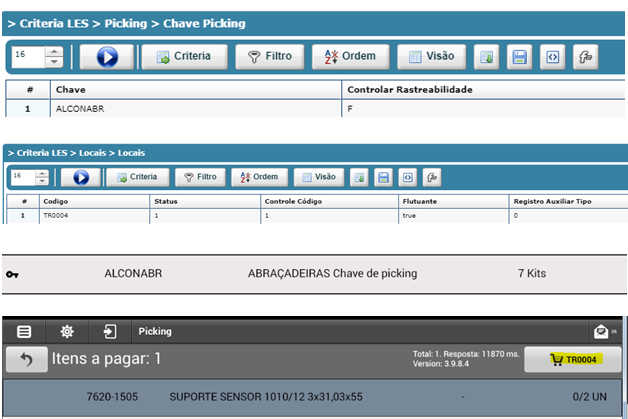 > Criteria LES > Picking > Chave Picking
16 Criteria Filtro Ordem Visão
# Chave Controlar Rastreabilidade
1 ALCONABR F
> Criteria LES > Locais > Locais
16 Criteria Filtro Ordem Visão
# Codigo Status Controle Código Flutuante Registro Auxiliar Tipo
1 TR0004 1 1 true 0
ALCONABR ABRAÇADEIRAS Chave de picking 7 Kits
Picking
Itens a pagar: 1 Total: 1. Resposta: 11870 ms. TR0004
Version: 3.9.8.4
7620-1505 SUPORTE SENSOR 1010/12 3x31,03x55 - 0/2 UN